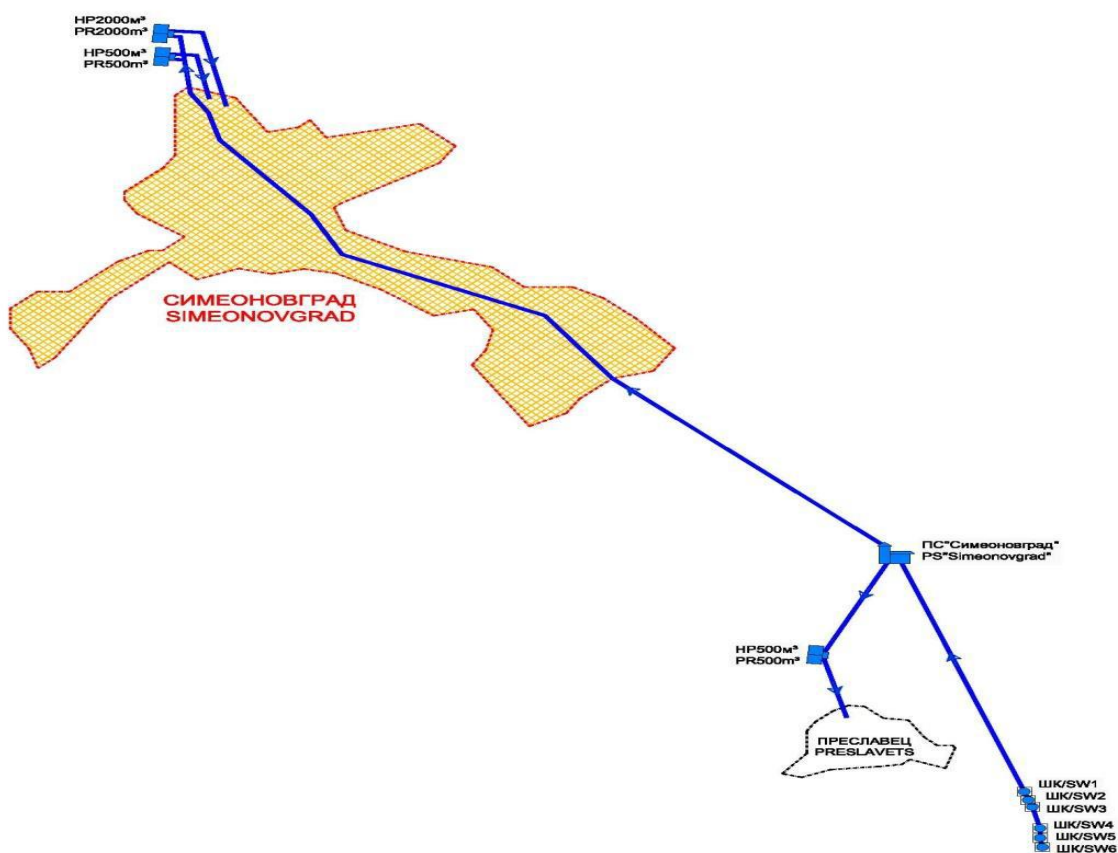 НР2000м³
PR2000m³
НР500м³
PR500m³
СИМЕОНОВГРАД
SIMEONOVGRAD
ПС"Симеоновград"
PS"Simeonovgrad"
НР500м³
PR500m³
ПРЕСЛАВЕЦ
PRESLAVETS
ШК/SW1
ШК/SW2
ШК/SW3
ШК/SW4
ШК/SW5
ШК/SW6